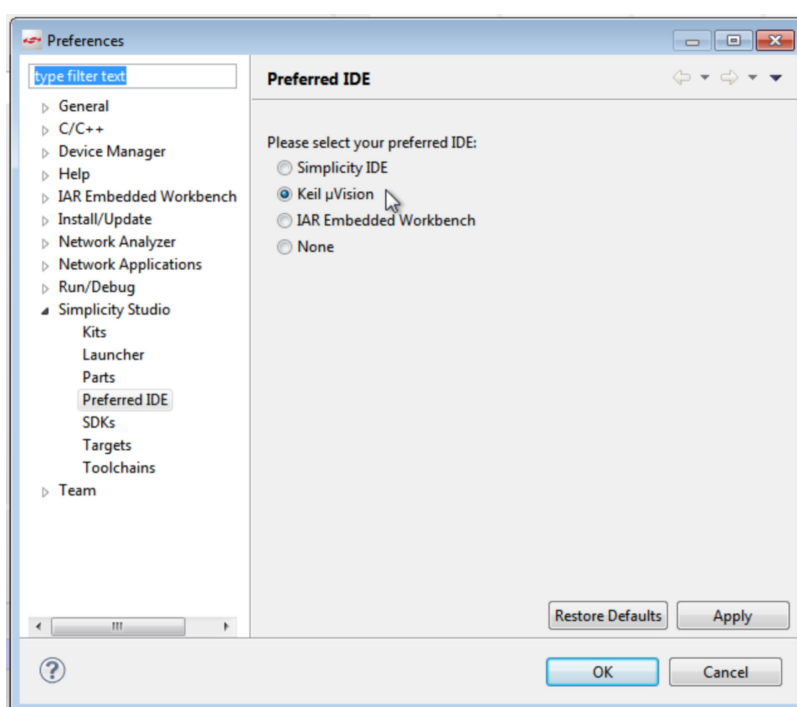 Preferences
type filter text
General
C/C++
Device Manager
Help
IAR Embedded Workbench
Install/Update
Network Analyzer
Network Applications
Run/Debug
Simplicity Studio
Kits
Launcher
Parts
Preferred IDE
SDKs
Targets
Toolchains
Team
Preferred IDE
Please select your preferred IDE:
Simplicity IDE
Keil µVision
IAR Embedded Workbench
None
Restore Defaults
Apply
?
OK
Cancel